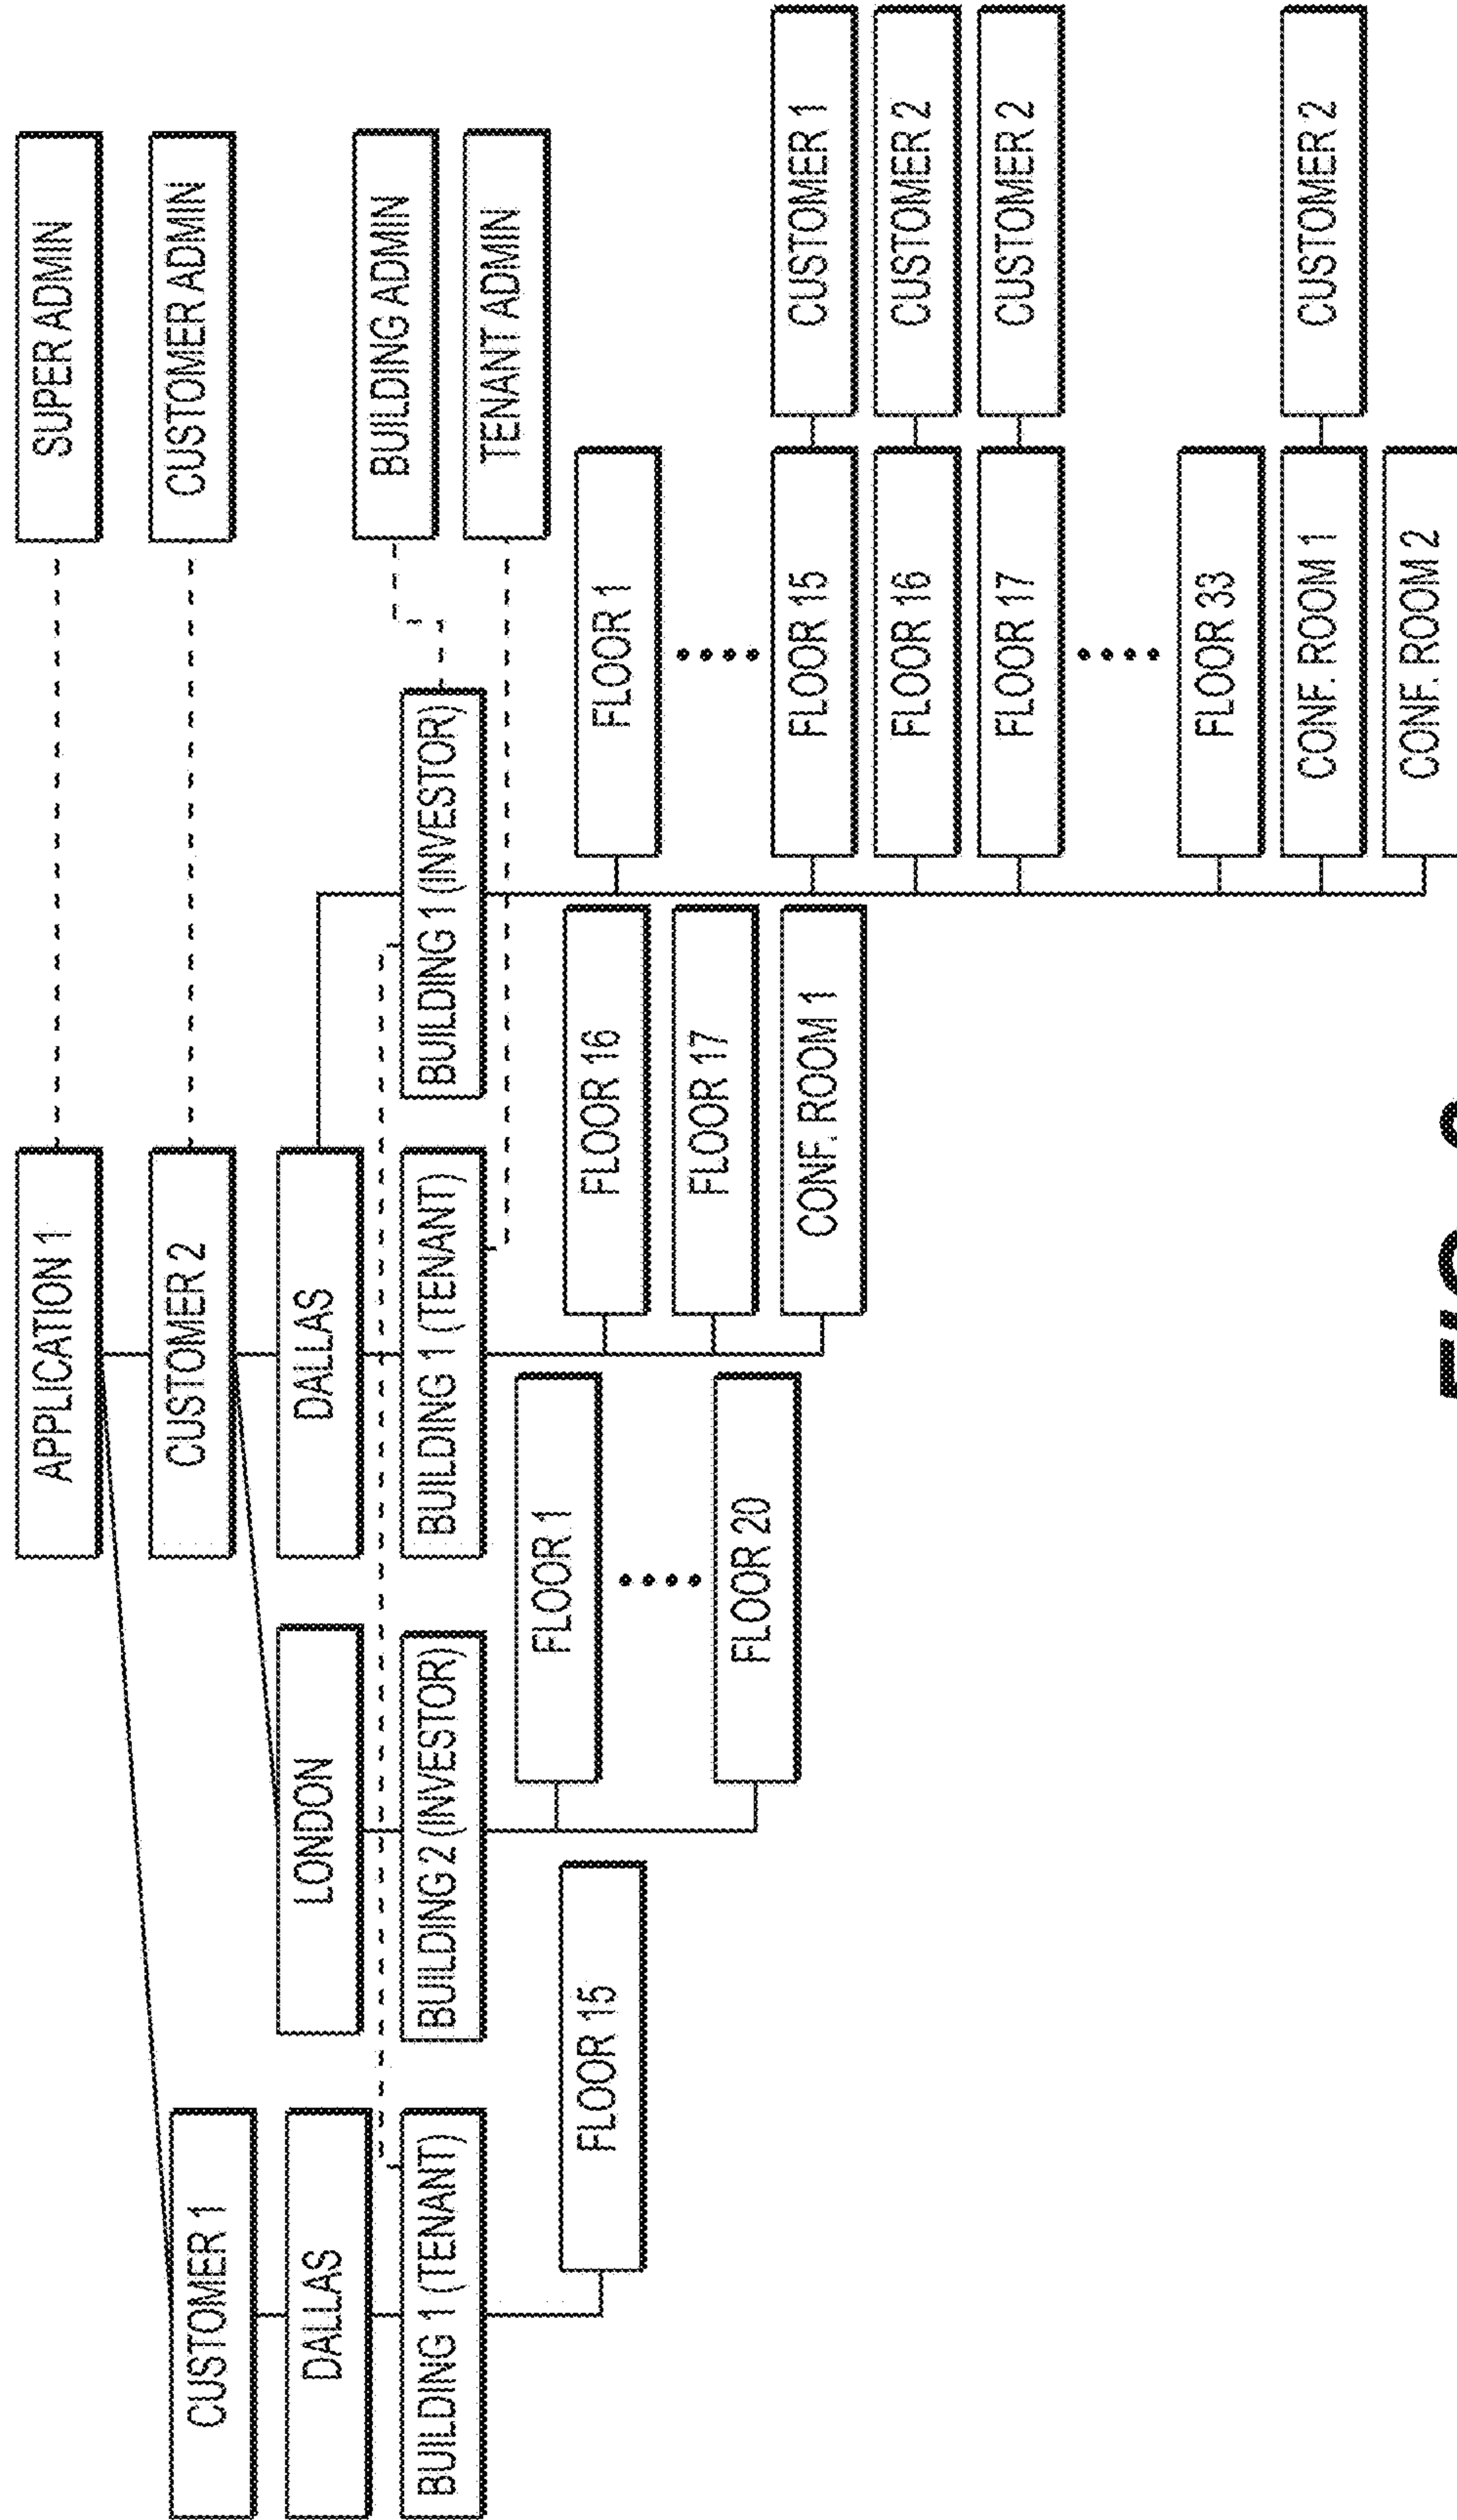 APPLICATION 1
SUPER ADMIN
CUSTOMER 1
CUSTOMER 2
CUSTOMER ADMIN
DALLAS
LONDON
DALLAS
BUILDING 1 (TENANT)
BUILDING 2 (INVESTOR)
BUILDING 1 (TENANT)
BUILDING 1 (INVESTOR)
BUILDING ADMIN
TENANT ADMIN
FLOOR 15
FLOOR 1
FLOOR 20
FLOOR 16
FLOOR 17
CONF. ROOM 1
FLOOR 1
FLOOR 15
CUSTOMER 1
FLOOR 16
CUSTOMER 2
FLOOR 17
CUSTOMER 2
FLOOR 33
CONF. ROOM 1
CUSTOMER 2
CONF. ROOM 2